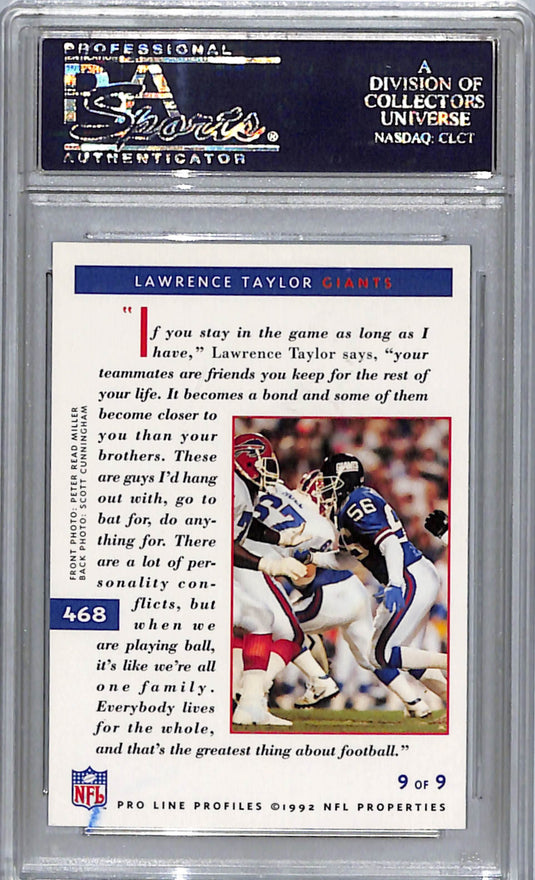 PROFESSIONAL
PSA
Sports®
AUTHENTICATOR
A
DIVISION OF
COLLECTORS
UNIVERSE
NASDAQ: CLCT
LAWRENCE TAYLOR GIANTS
"If you stay in the game as long as I
have," Lawrence Taylor says, "your
teammates are friends you keep for the rest of
your life. It becomes a bond and some of them
become closer to
you than your
brothers. These
are guys I'd hang
out with, go to
bat for, do any-
thing for. There
are a lot of per-
sonality con-
flicts, but
when we
are playing ball,
it's like we're all
one family.
Everybody lives
for the whole,
and that's the greatest thing about football."
FRONT PHOTO: PETER READ MILLER
BACK PHOTO: SCOTT CUNNINGHAM
468
67
56
9 OF 9
NFL
PRO LINE PROFILES ©1992 NFL PROPERTIES